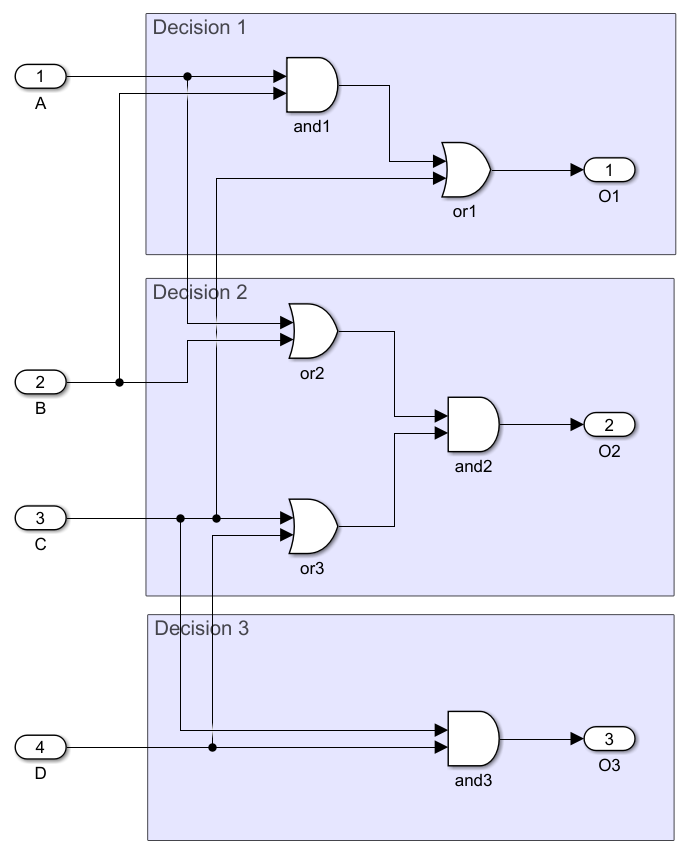 Decision 1
1
A
and1
or1
1
O1
Decision 2
or2
2
B
and2
2
O2
3
C
or3
Decision 3
4
D
and3
3
O3